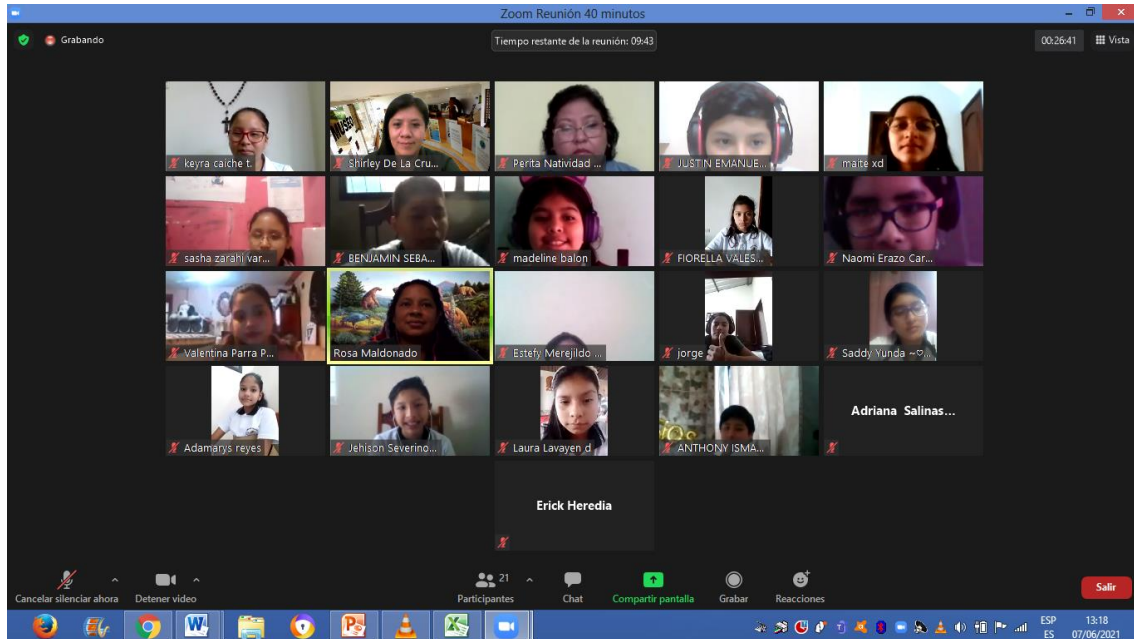 Zoom Reunión 40 minutos
Grabando
Tiempo restante de la reunión: 09:43
00:26:41
Vista
keyra caiche t.
Shirley De La Cru...
Perita Natividad ...
JUSTIN EMANUE...
maite xd
sasha zarahi var...
BENJAMIN SEBA...
madeline balon
FIORELLA VALES...
Naomi Erazo Car...
Valentina Parra P...
Rosa Maldonado
Estefy Merejildo ...
jorge
Saddy Yunda ~♡...
Adamarys reyes
Jehison Severino...
Laura Lavayen d
ANTHONY ISMA...
Adriana Salinas...
Erick Heredia
Cancelar silenciar ahora
Detener video
21
Participantes
Chat
Compartir pantalla
Grabar
Reacciones
Salir
ESP
ES
13:18
07/06/2021